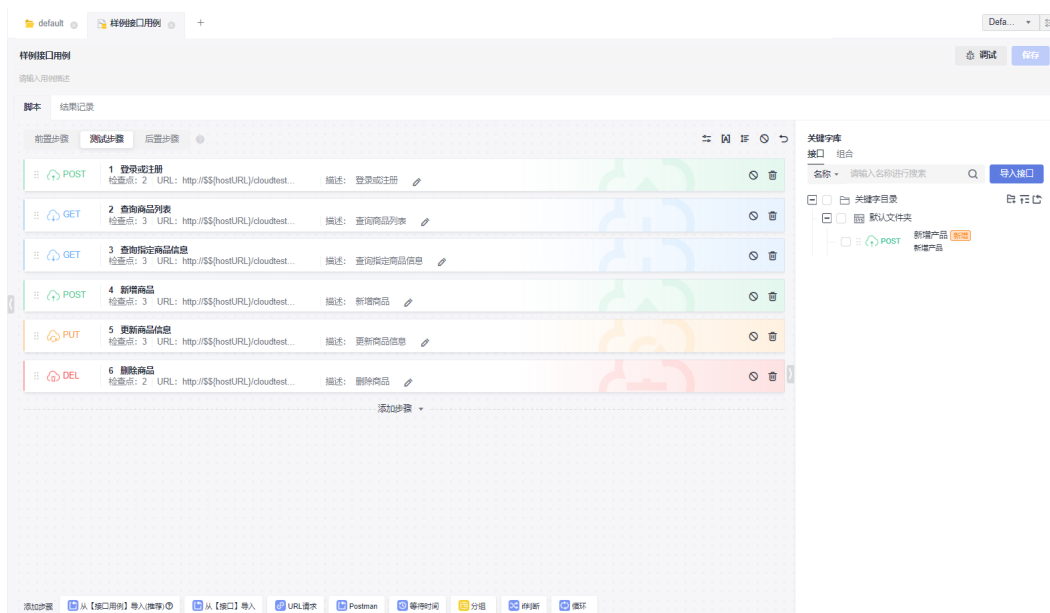 default
样例接口用例
+
Defa...
样例接口用例
调试
保存
请输入用例描述
脚本 结果记录
前置步骤 测试步骤 后置步骤
POST
1 登录或注册
检查点: 2 URL: http://$${hostURL}/cloudtest...
描述: 登录或注册
GET
2 查询商品列表
检查点: 3 URL: http://$${hostURL}/cloudtest...
描述: 查询商品列表
GET
3 查询指定商品信息
检查点: 3 URL: http://$${hostURL}/cloudtest...
描述: 查询指定商品信息
POST
4 新增商品
检查点: 3 URL: http://$${hostURL}/cloudtest...
描述: 新增商品
PUT
5 更新商品信息
检查点: 3 URL: http://$${hostURL}/cloudtest...
描述: 更新商品信息
DEL
6 删除商品
检查点: 2 URL: http://$${hostURL}/cloudtest...
描述: 删除商品
添加步骤
关键字库
接口 组合
名称 请输入名称进行搜索
导入接口
关键字目录
默认文件夹
POST 新增产品 新增
新增产品
添加步骤 从【接口用例】导入(推荐) 从【接口】导入 URL请求 Postman 等待时间 分组 if判断 循环